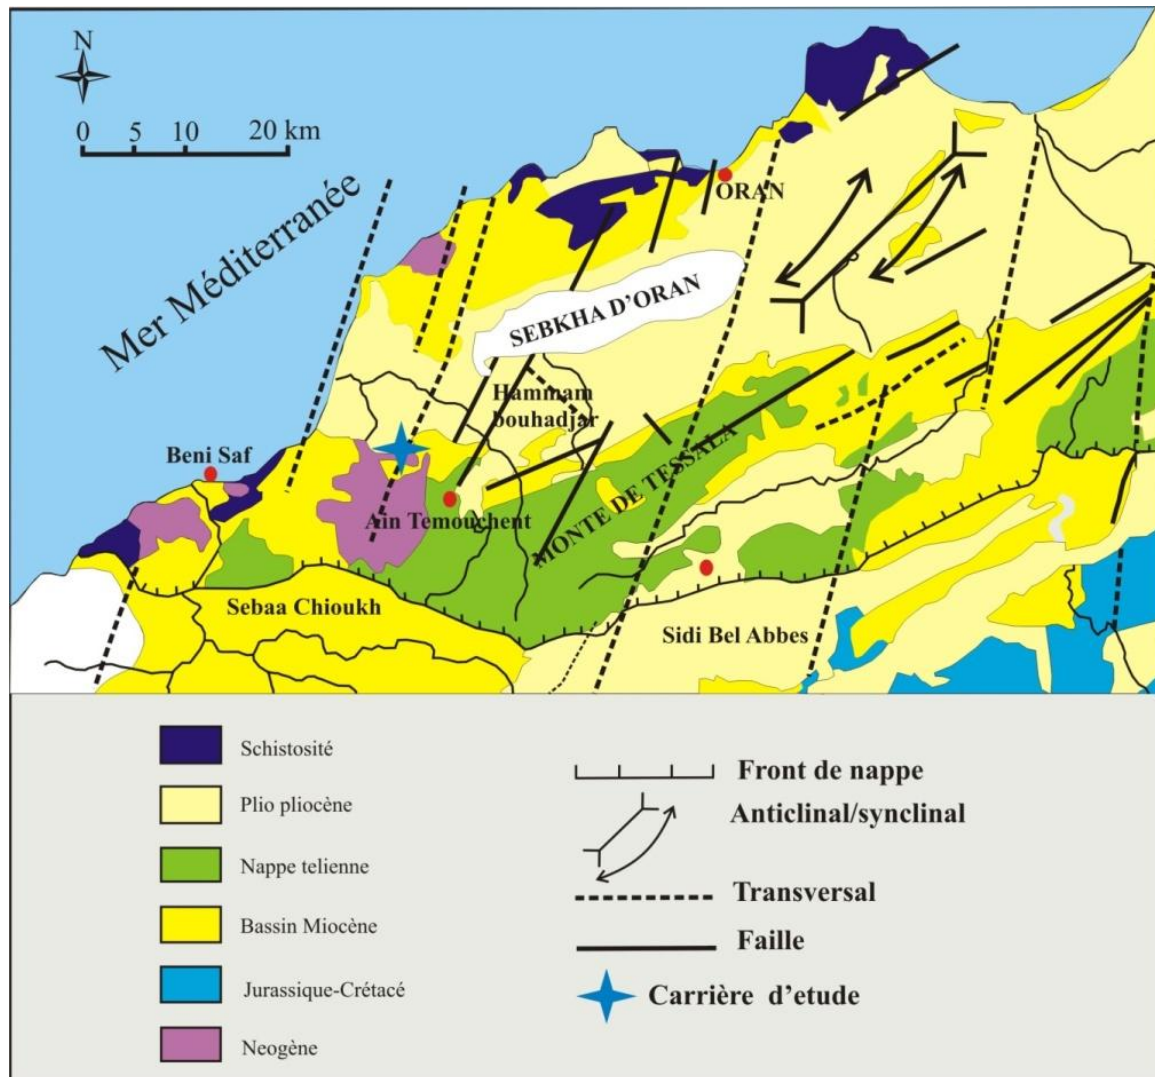 N
0 5 10 20 km
Mer Méditerranée
ORAN
SEBKHA D'ORAN
Hammam
bouhadjar
Beni Saf
Ain Temouchent
MONTE DE TESSALA
Sebaa Chioukh
Sidi Bel Abbes
Schistosité
Plio pliocène
Nappe telienne
Bassin Miocène
Jurassique-Crétacé
Neogène
Front de nappe
Anticlinal/synclinal
Transversal
Faille
Carrière d'etude